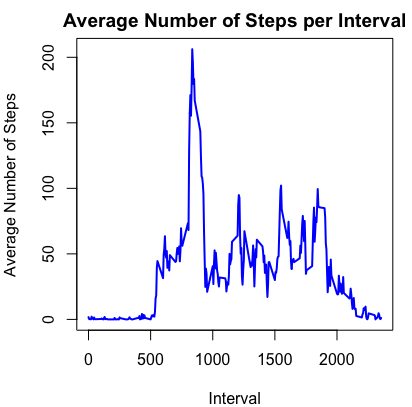 Average Number of Steps per Interval
Average Number of Steps
200
150
100
50
0
0 500 1000 1500 2000
Interval